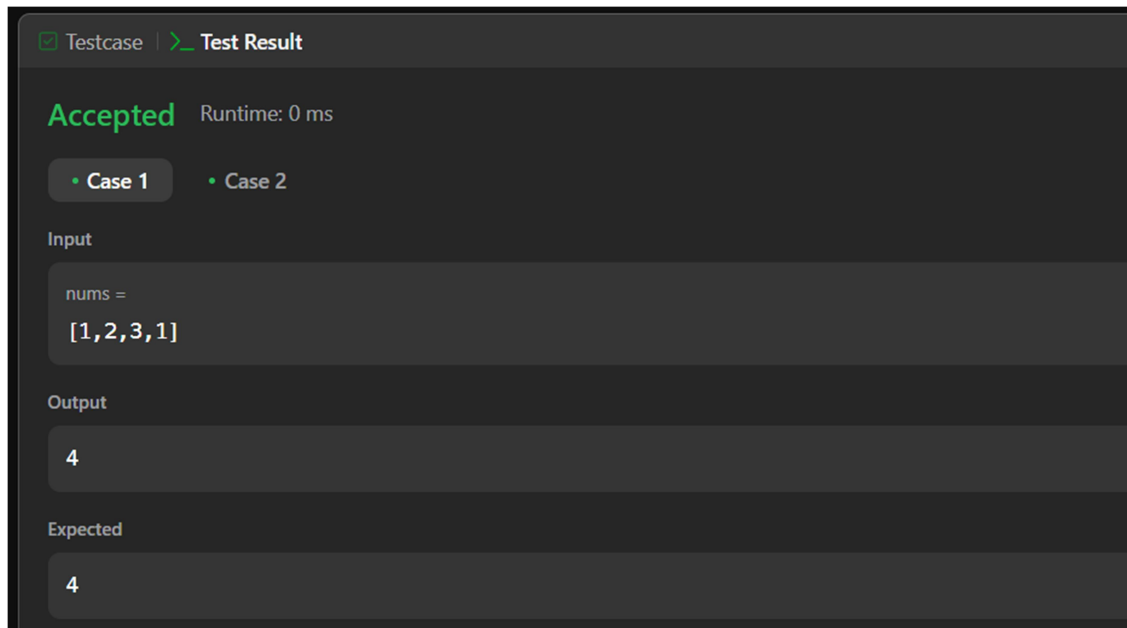 Testcase | >_ Test Result
Accepted Runtime: 0 ms
• Case 1 • Case 2
Input
nums =
[1,2,3,1]
Output
4
Expected
4